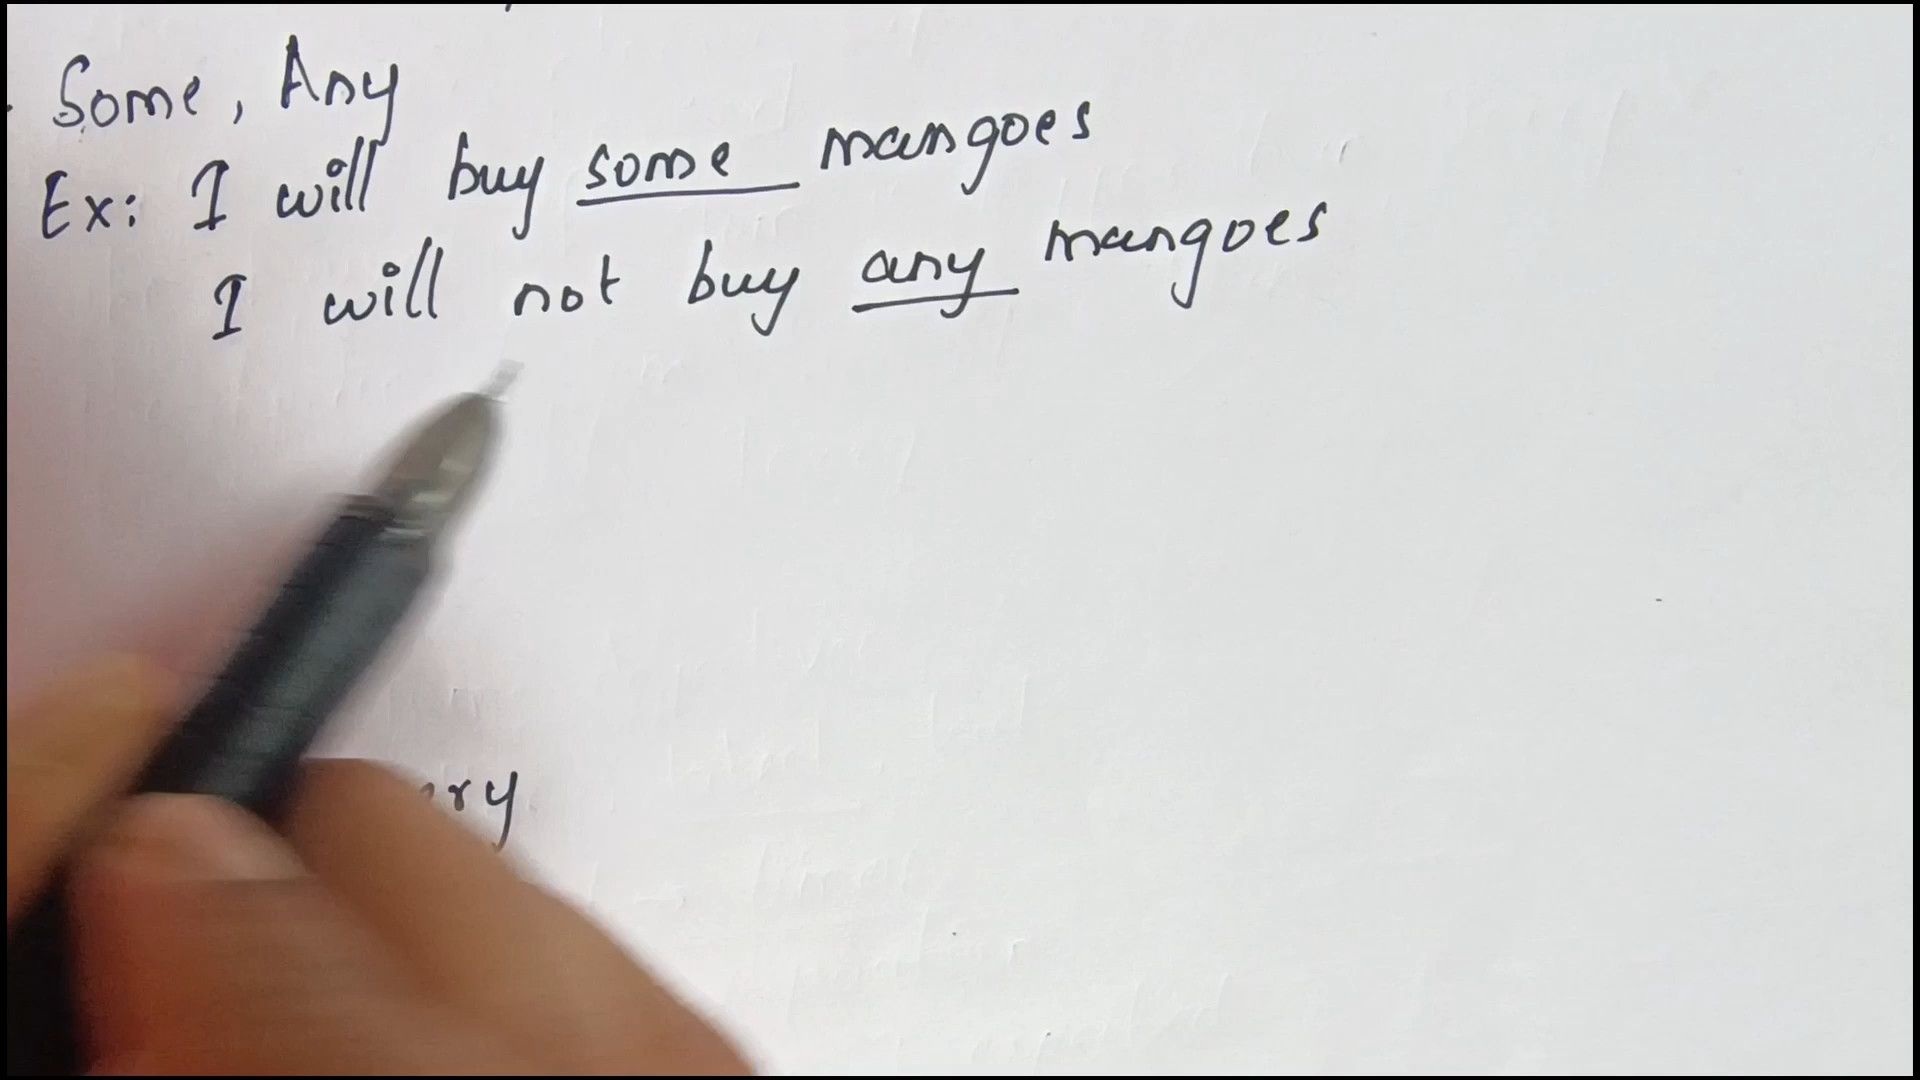 Some, Any
Ex: I will buy some mangoes
I will not buy any mangoes